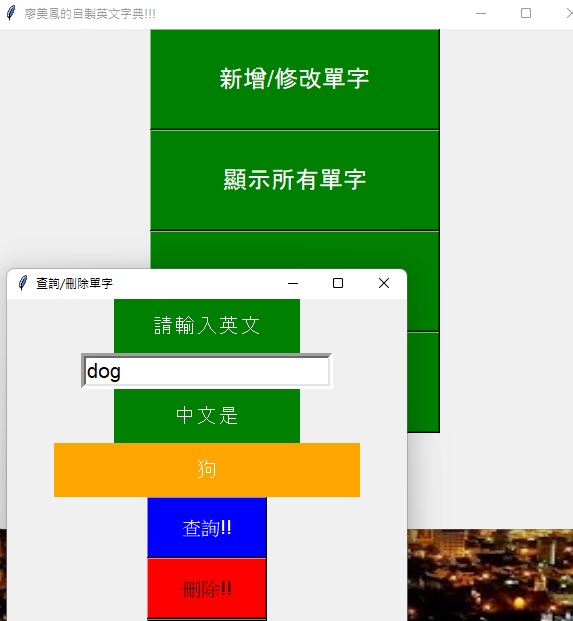 廖美鳳的自製英文字典!!!
新增/修改單字
顯示所有單字
查詢/刪除單字
請輸入英文
dog
中文是
狗
查詢!!
刪除!!